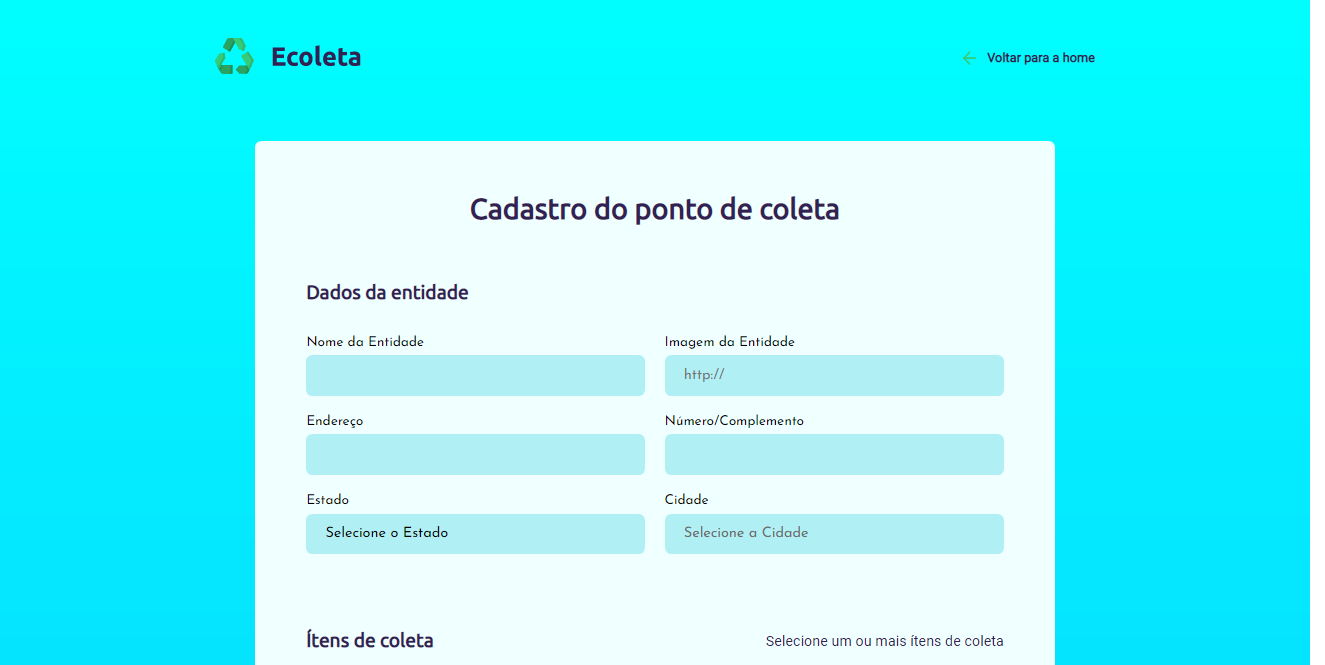 Ecoleta
Voltar para a home
Cadastro do ponto de coleta
Dados da entidade
Nome da Entidade
Imagem da Entidade
http://
Endereço
Número/Complemento
Estado
Cidade
Selecione o Estado
Selecione a Cidade
Ítens de coleta
Selecione um ou mais ítens de coleta